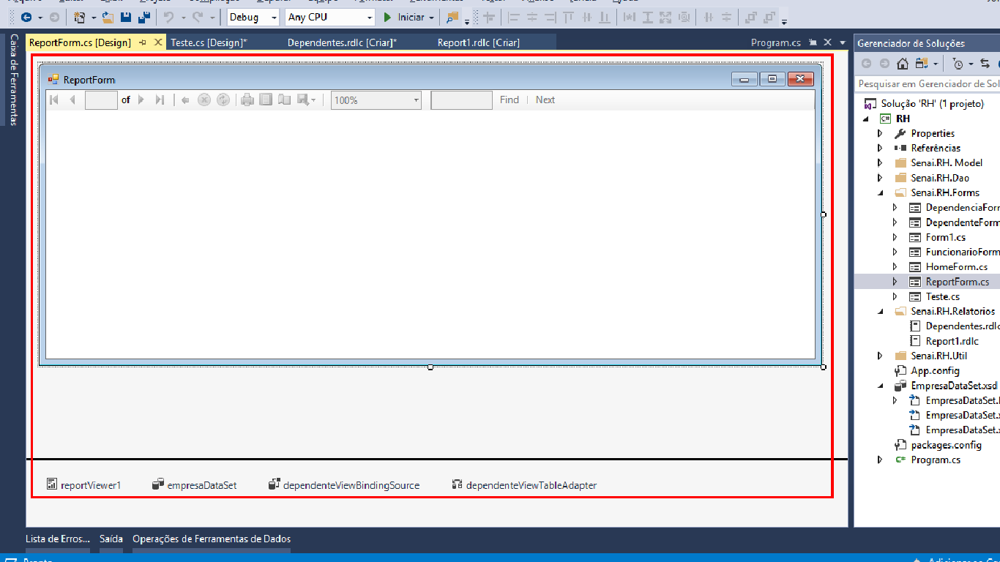 Debug
Any CPU
Iniciar
Caixa de Ferramentas
ReportForm.cs [Design]
Teste.cs [Design]*
Dependentes.rdlc [Criar]*
Report1.rdlc [Criar]
Program.cs
ReportForm
of
100%
Find
Next
reportViewer1
empresaDataSet
dependenteViewBindingSource
dependenteViewTableAdapter
Lista de Erros...
Saída
Operações de Ferramentas de Dados
Gerenciador de Soluções
Pesquisar em Gerenciador de Sol
Solução 'RH' (1 projeto)
C# RH
Properties
Referências
Senai.RH. Model
Senai.RH.Dao
Senai.RH.Forms
DependenciaForm
DependenteForm
Form1.cs
FuncionarioForm
HomeForm.cs
ReportForm.cs
Teste.cs
Senai.RH.Relatorios
Dependentes.rdlc
Report1.rdlc
Senai.RH.Util
App.config
EmpresaDataSet.xsd
EmpresaDataSet.
EmpresaDataSet.x
EmpresaDataSet.x
packages.config
C# Program.cs